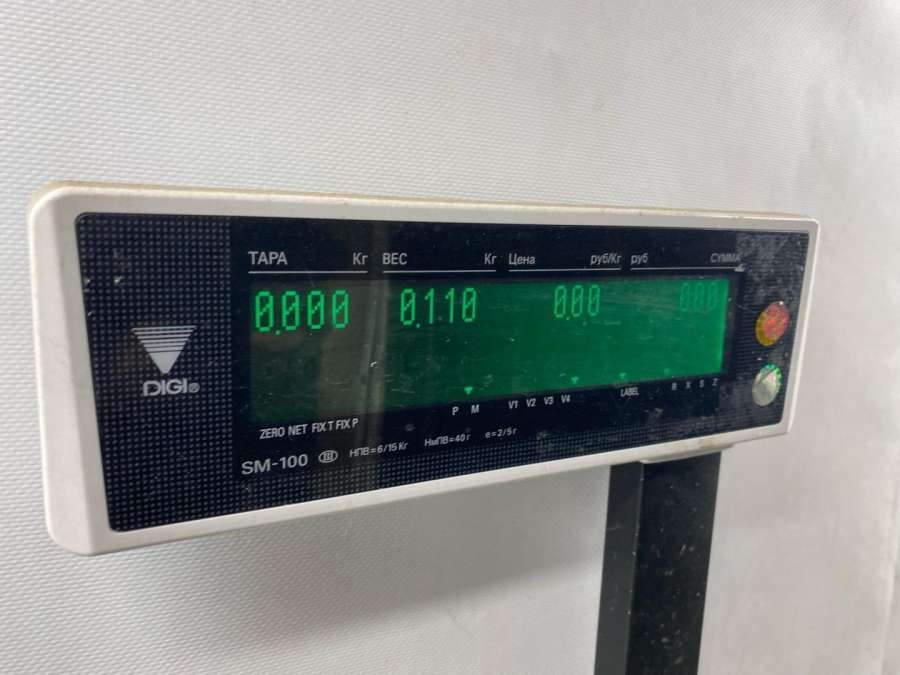 ТАРА Кг ВЕС Кг Цена руб/Кг руб СУММА
0.000 0.110 0.00 0.00
DIGI®
P M V1 V2 V3 V4 LABEL R X S Z
ZERO NET FIX T FIX P
SM-100 III НПВ=6/15 Кг НмПВ=40 г e=2/5 г